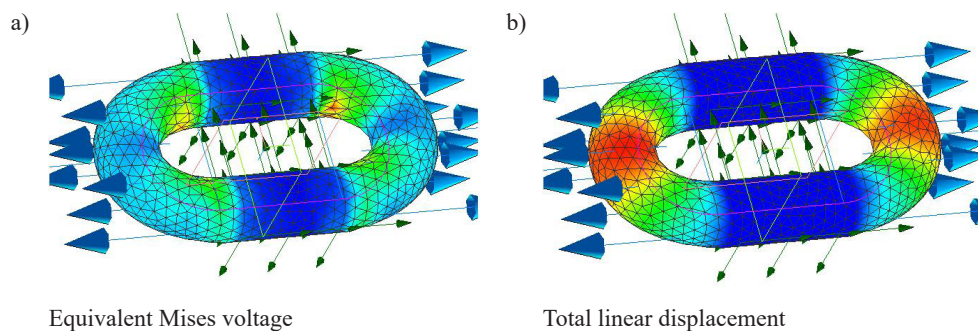 a)
b)
Equivalent Mises voltage
Total linear displacement